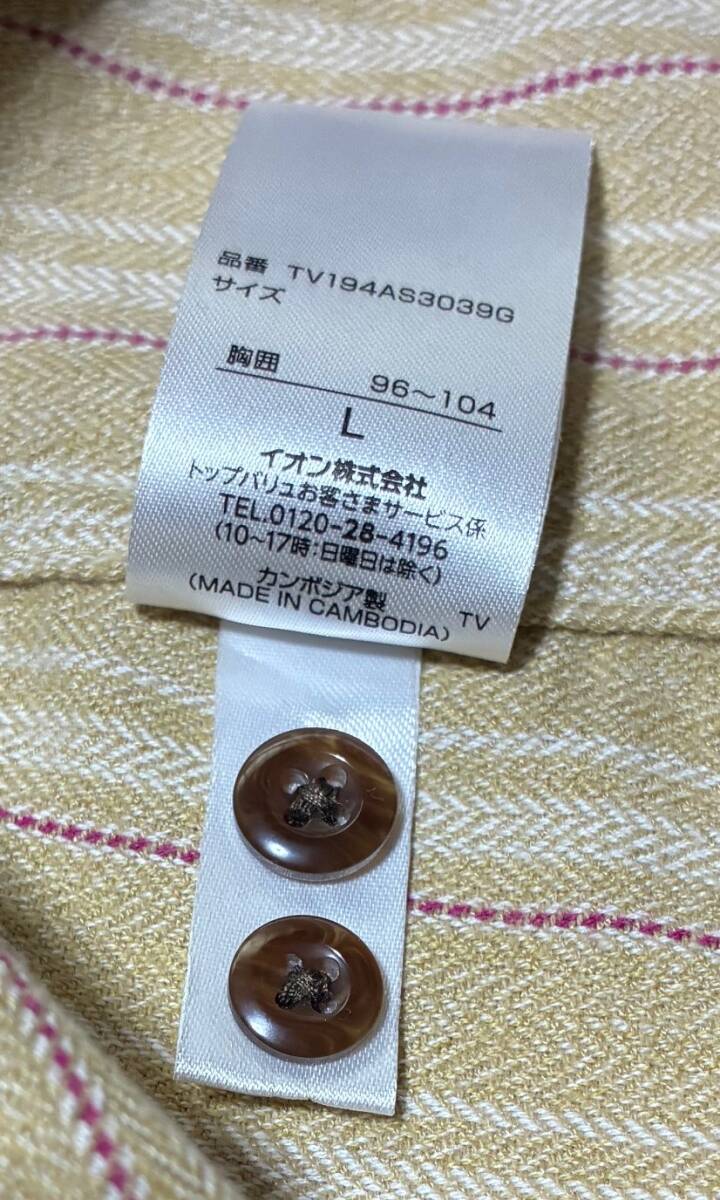 品番 TV194AS3039G
サイズ
胸囲 96〜104
L
イオン株式会社
トップバリュお客さまサービス係
TEL.0120-28-4196
(10〜17時:日曜日は除く)
カンボジア製
(MADE IN CAMBODIA) TV